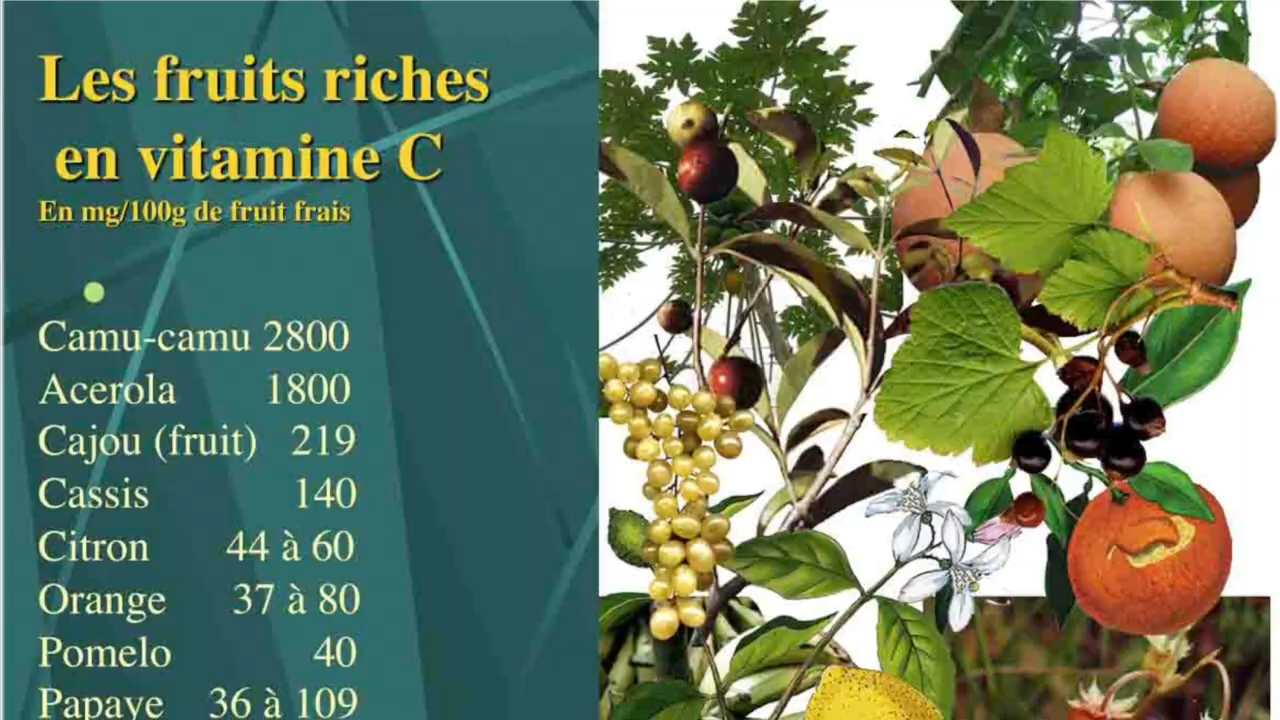 Les fruits riches
en vitamine C
En mg/100g de fruit frais
Camu-camu 2800
Acerola 1800
Cajou (fruit) 219
Cassis 140
Citron 44 à 60
Orange 37 à 80
Pomelo 40
Papaye 36 à 109